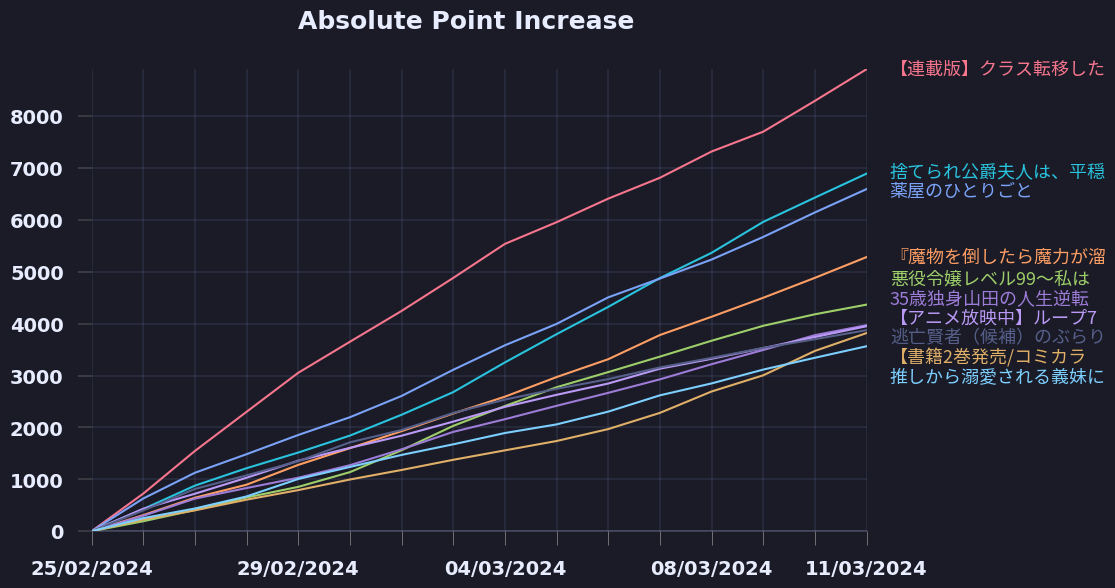 Absolute Point Increase
【連載版】クラス転移した
捨てられ公爵夫人は、平穏
薬屋のひとりごと
『魔物を倒したら魔力が溜
悪役令嬢レベル99～私は
35歳独身山田の人生逆転
【アニメ放映中】ループ7
逃亡賢者（候補）のぶらり
【書籍2巻発売/コミカラ
推しから溺愛される義妹に
8000
7000
6000
5000
4000
3000
2000
1000
0
25/02/2024
29/02/2024
04/03/2024
08/03/2024
11/03/2024